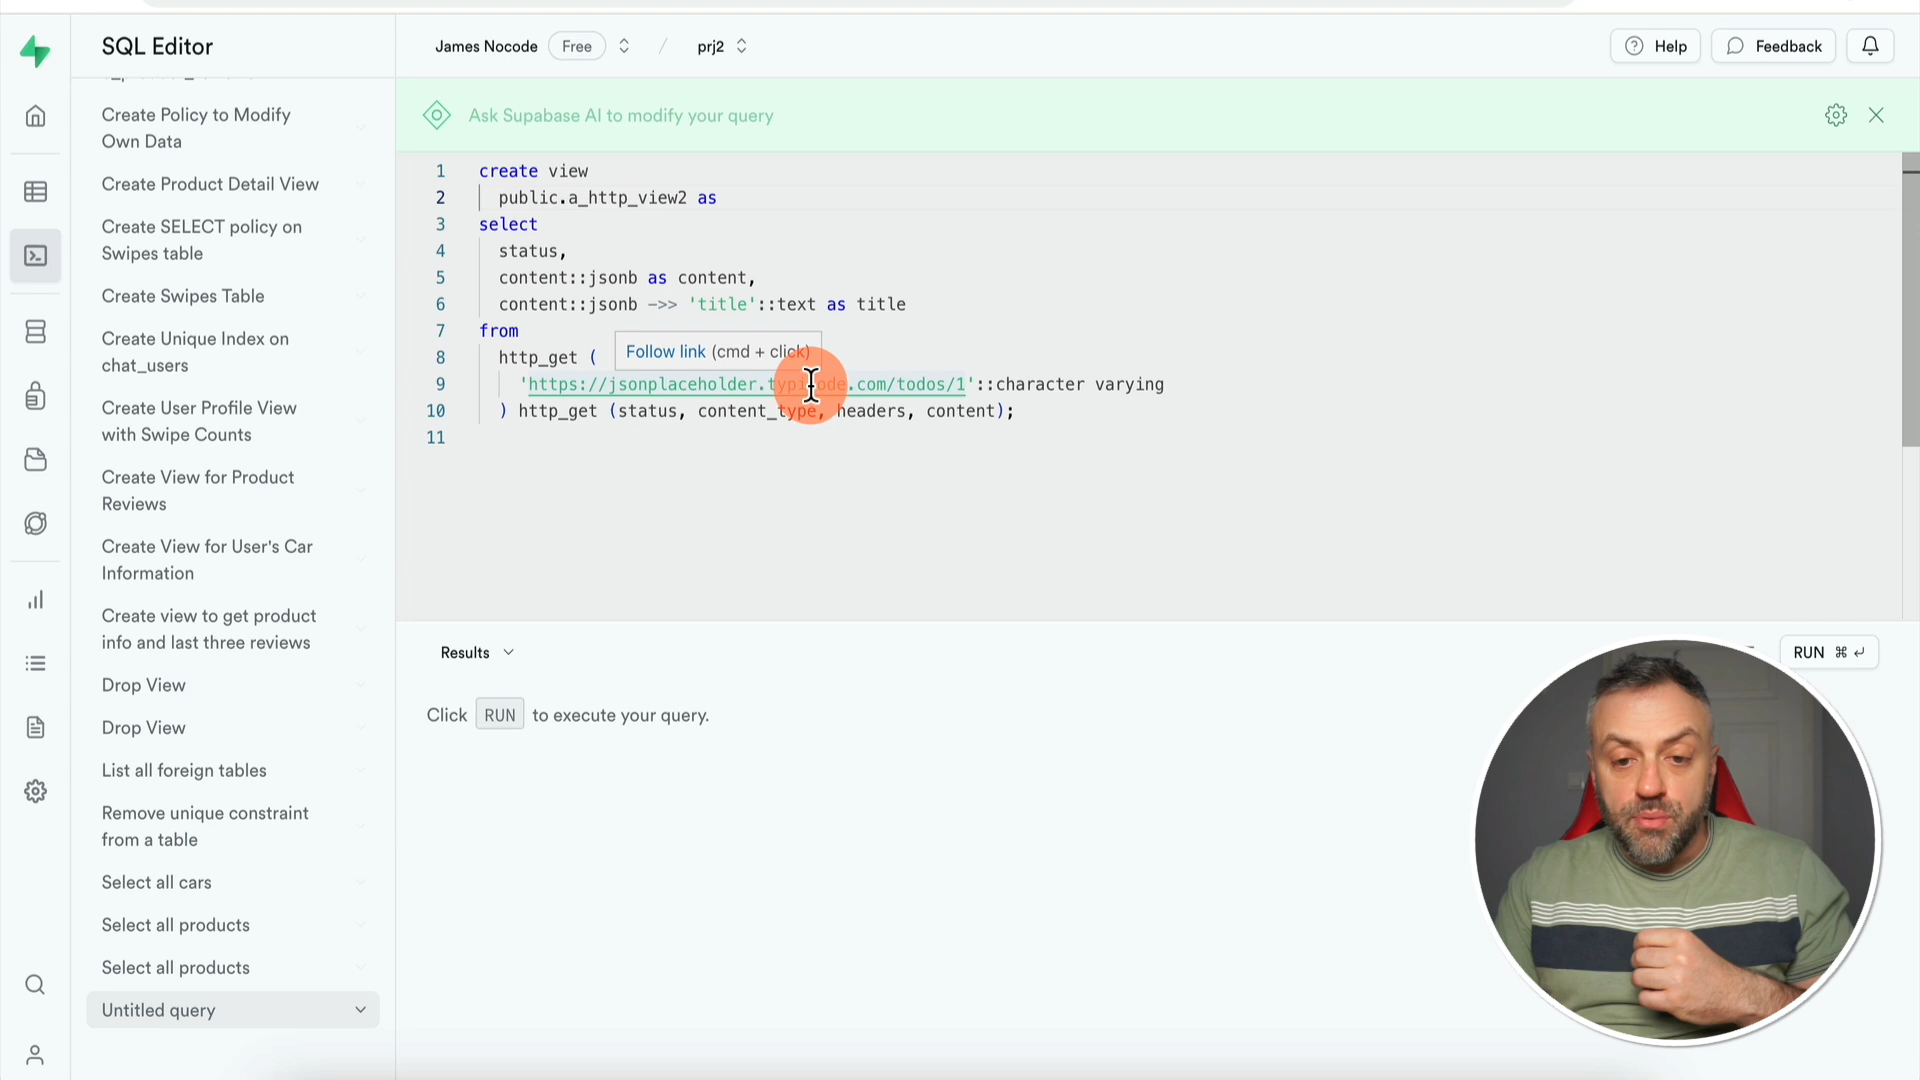 SQL Editor
James Nocode Free / prj2
Help
Feedback
Create Policy to Modify
Own Data
Create Product Detail View
Create SELECT policy on
Swipes table
Create Swipes Table
Create Unique Index on
chat_users
Create User Profile View
with Swipe Counts
Create View for Product
Reviews
Create View for User's Car
Information
Create view to get product
info and last three reviews
Drop View
Drop View
List all foreign tables
Remove unique constraint
from a table
Select all cars
Select all products
Select all products
Untitled query
Ask Supabase AI to modify your query
1 create view
2 public.a_http_view2 as
3 select
4 status,
5 content::jsonb as content,
6 content::jsonb ->> 'title'::text as title
7 from
Follow link (cmd + click)
8 http_get (
9 'https://jsonplaceholder.typicode.com/todos/1'::character varying
10 ) http_get (status, content_type, headers, content);
11
Results
RUN ⌘ ↵
Click RUN to execute your query.